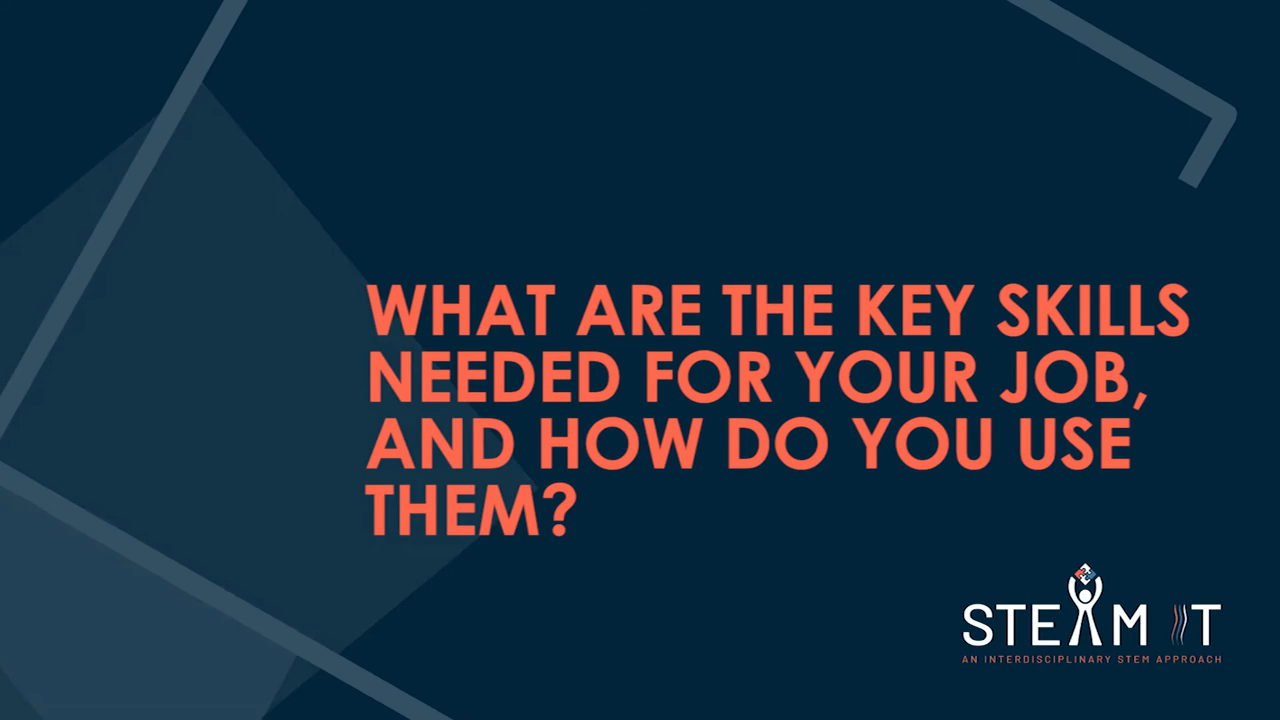 WHAT ARE THE KEY SKILLS
NEEDED FOR YOUR JOB,
AND HOW DO YOU USE
THEM?
STEAM IT
AN INTERDISCIPLINARY STEM APPROACH